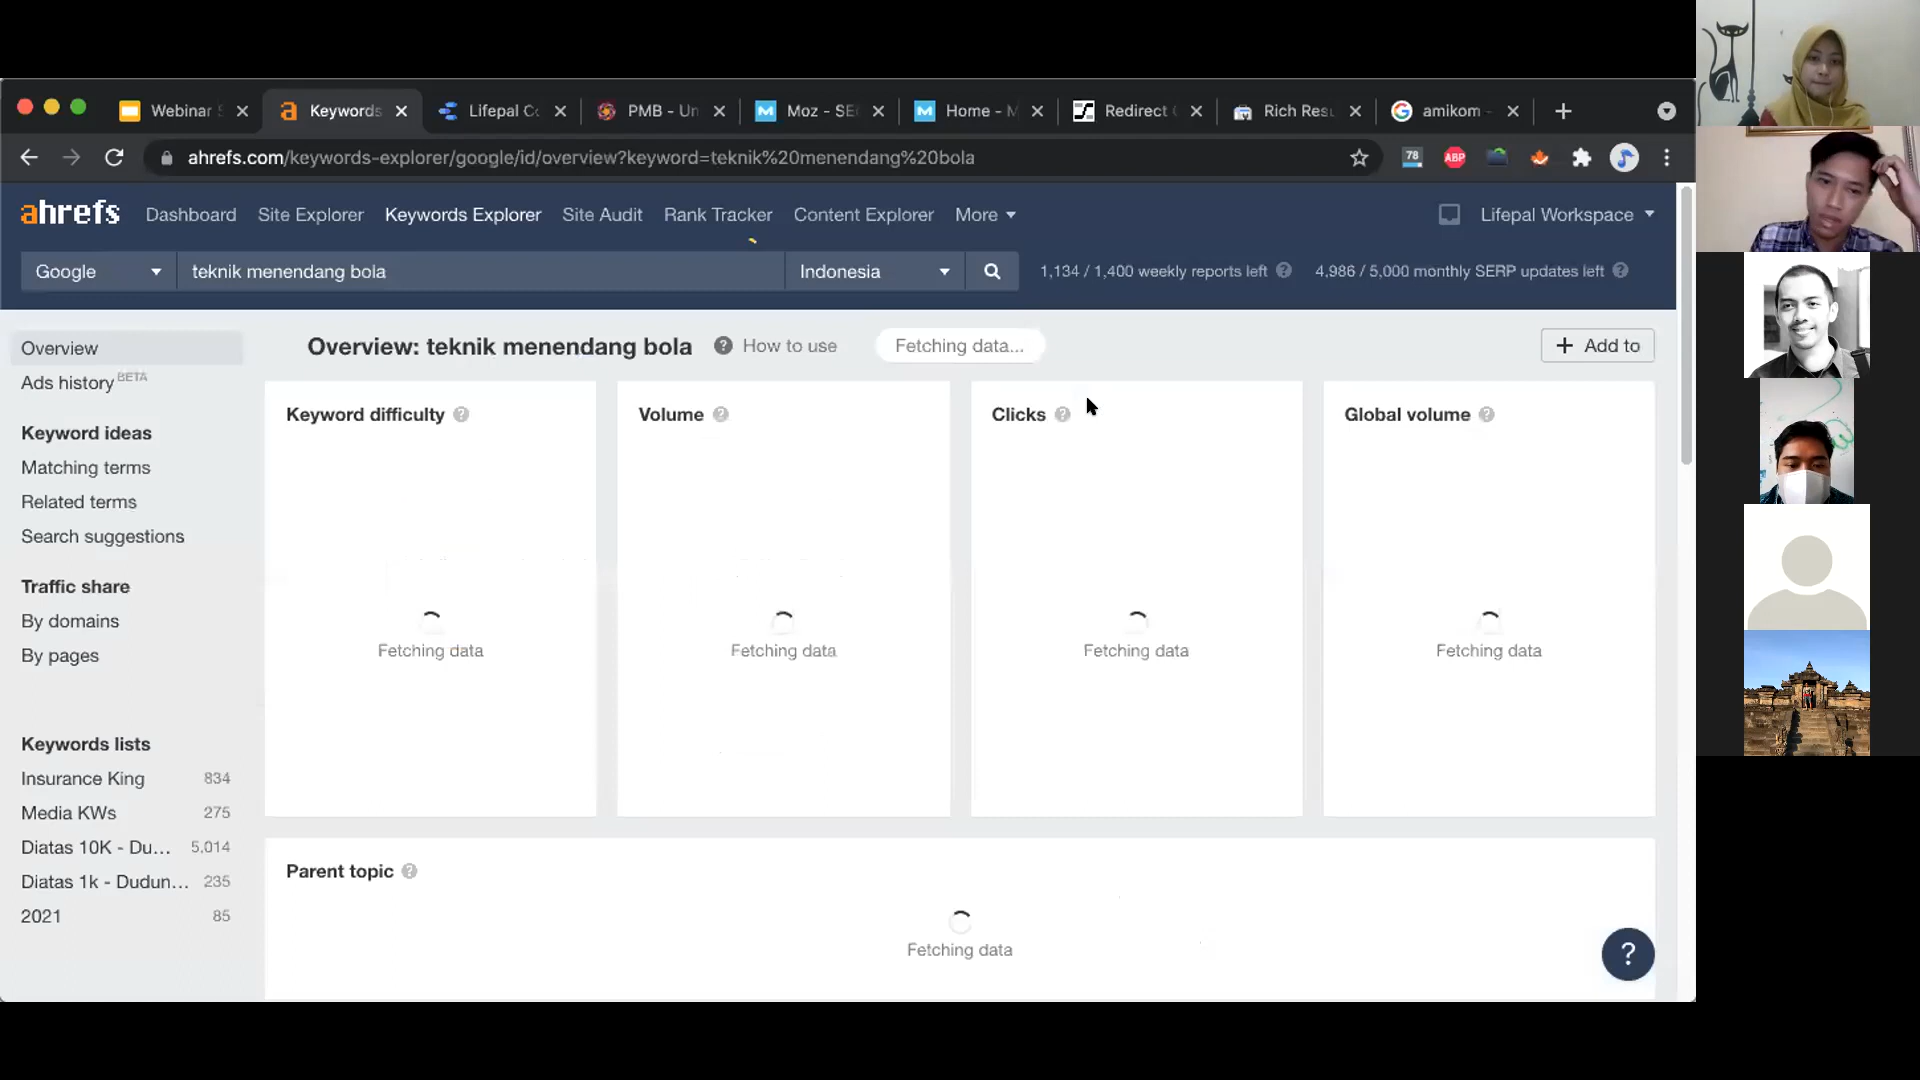 Webinar S
Keywords
Lifepal Co
PMB - Un
Moz - SE
Home - M
Redirect
Rich Resu
amikom -
ahrefs.com/keywords-explorer/google/id/overview?keyword=teknik%20menendang%20bola
78
ABP
ahrefs
Dashboard
Site Explorer
Keywords Explorer
Site Audit
Rank Tracker
Content Explorer
More
Lifepal Workspace
Google
teknik menendang bola
Indonesia
1,134 / 1,400 weekly reports left
4,986 / 5,000 monthly SERP updates left
Overview
Ads history BETA
Keyword ideas
Matching terms
Related terms
Search suggestions
Traffic share
By domains
By pages
Keywords lists
Insurance King 834
Media KWs 275
Diatas 10K - Du... 5,014
Diatas 1k - Dudun... 235
2021 85
Overview: teknik menendang bola
? How to use
Fetching data...
+ Add to
Keyword difficulty ?
Volume ?
Clicks ?
Global volume ?
Fetching data
Fetching data
Fetching data
Fetching data
Parent topic ?
Fetching data
?